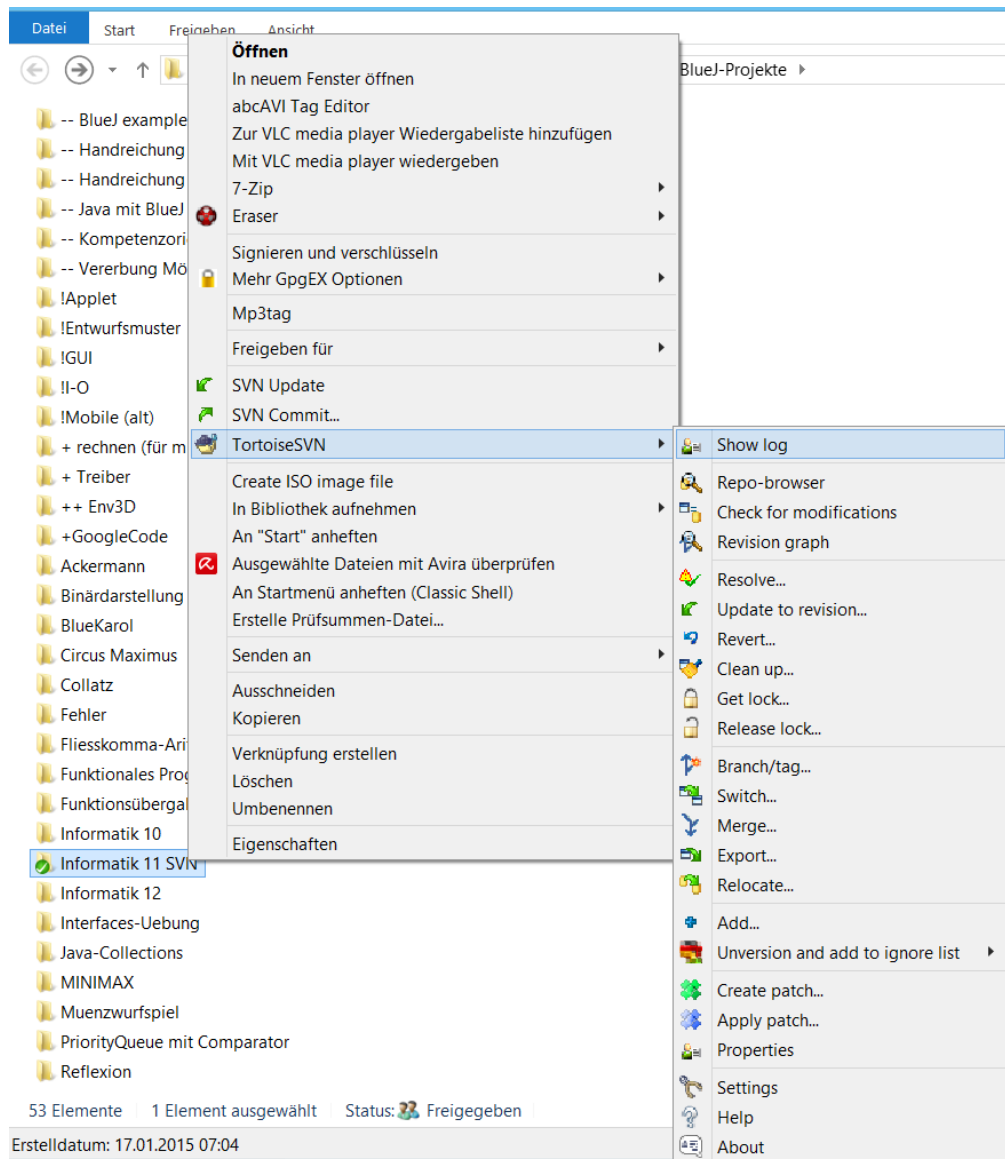 Datei Start Freigeben Ansicht
BlueJ-Projekte
-- BlueJ example
-- Handreichung
-- Handreichung
-- Java mit BlueJ
-- Kompetenzori
-- Vererbung Mö
!Applet
!Entwurfsmuster
!GUI
!I-O
!Mobile (alt)
+ rechnen (für m
+ Treiber
++ Env3D
+GoogleCode
Ackermann
Binärdarstellung
BlueKarol
Circus Maximus
Collatz
Fehler
Fliesskomma-Ari
Funktionales Prog
Funktionsübergal
Informatik 10
Informatik 11 SVN
Informatik 12
Interfaces-Uebung
Java-Collections
MINIMAX
Muenzwurfspiel
PriorityQueue mit Comparator
Reflexion
Öffnen
In neuem Fenster öffnen
abcAVI Tag Editor
Zur VLC media player Wiedergabeliste hinzufügen
Mit VLC media player wiedergeben
7-Zip
Eraser
Signieren und verschlüsseln
Mehr GpgEX Optionen
Mp3tag
Freigeben für
SVN Update
SVN Commit...
TortoiseSVN
Create ISO image file
In Bibliothek aufnehmen
An "Start" anheften
Ausgewählte Dateien mit Avira überprüfen
An Startmenü anheften (Classic Shell)
Erstelle Prüfsummen-Datei...
Senden an
Ausschneiden
Kopieren
Verknüpfung erstellen
Löschen
Umbenennen
Eigenschaften
Show log
Repo-browser
Check for modifications
Revision graph
Resolve...
Update to revision...
Revert...
Clean up...
Get lock...
Release lock...
Branch/tag...
Switch...
Merge...
Export...
Relocate...
Add...
Unversion and add to ignore list
Create patch...
Apply patch...
Properties
Settings
Help
About
53 Elemente 1 Element ausgewählt Status: Freigegeben
Erstelldatum: 17.01.2015 07:04